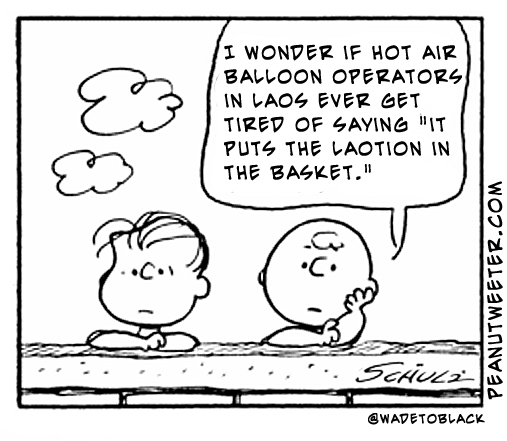 I WONDER IF HOT AIR
BALLOON OPERATORS
IN LAOS EVER GET
TIRED OF SAYING "IT
PUTS THE LAOTION IN
THE BASKET."
SCHULZ
PEANUTWEETER.COM
@WADETOBLACK